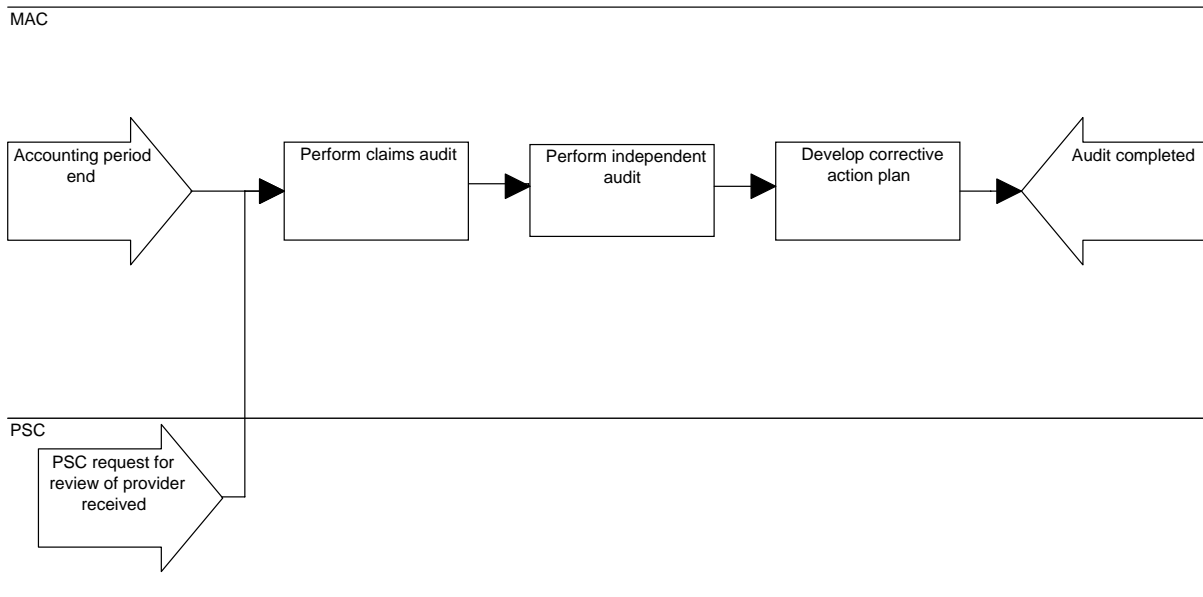 MAC
Accounting period
end
Perform claims audit
Perform independent
audit
Develop corrective
action plan
Audit completed
PSC
PSC request for
review of provider
received